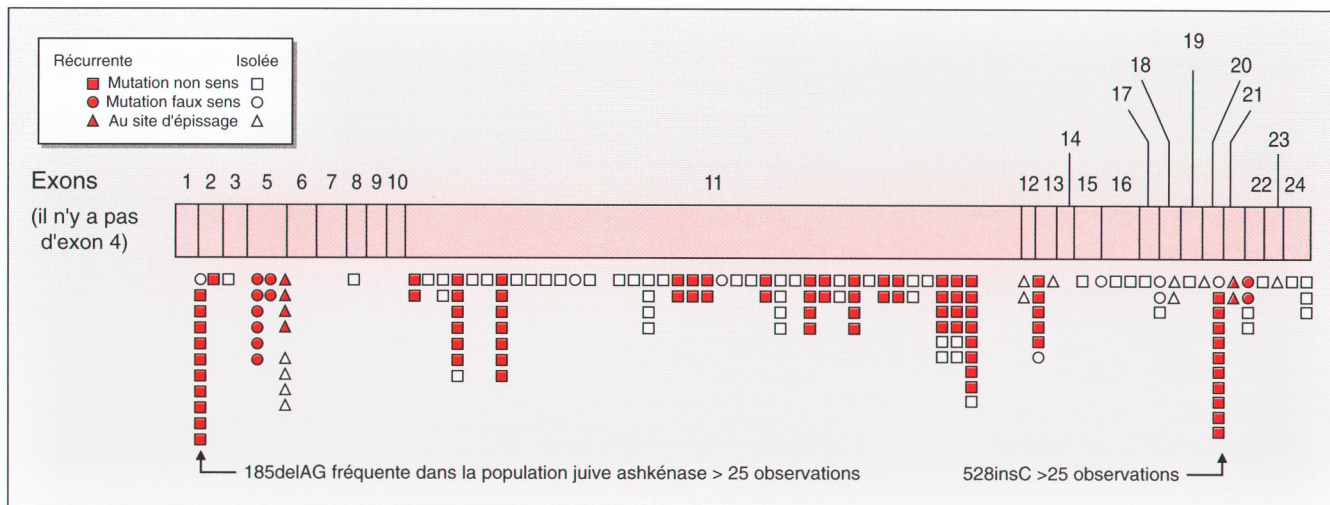 Récurrente Isolée
Mutation non sens
Mutation faux sens
Au site d'épissage
19
18 20
17 21
14 23
Exons 1 2 3 5 6 7 8 9 10 11 12 13 15 16 22 24
(il n'y a pas
d'exon 4)
185delAG fréquente dans la population juive ashkénase > 25 observations
528insC >25 observations